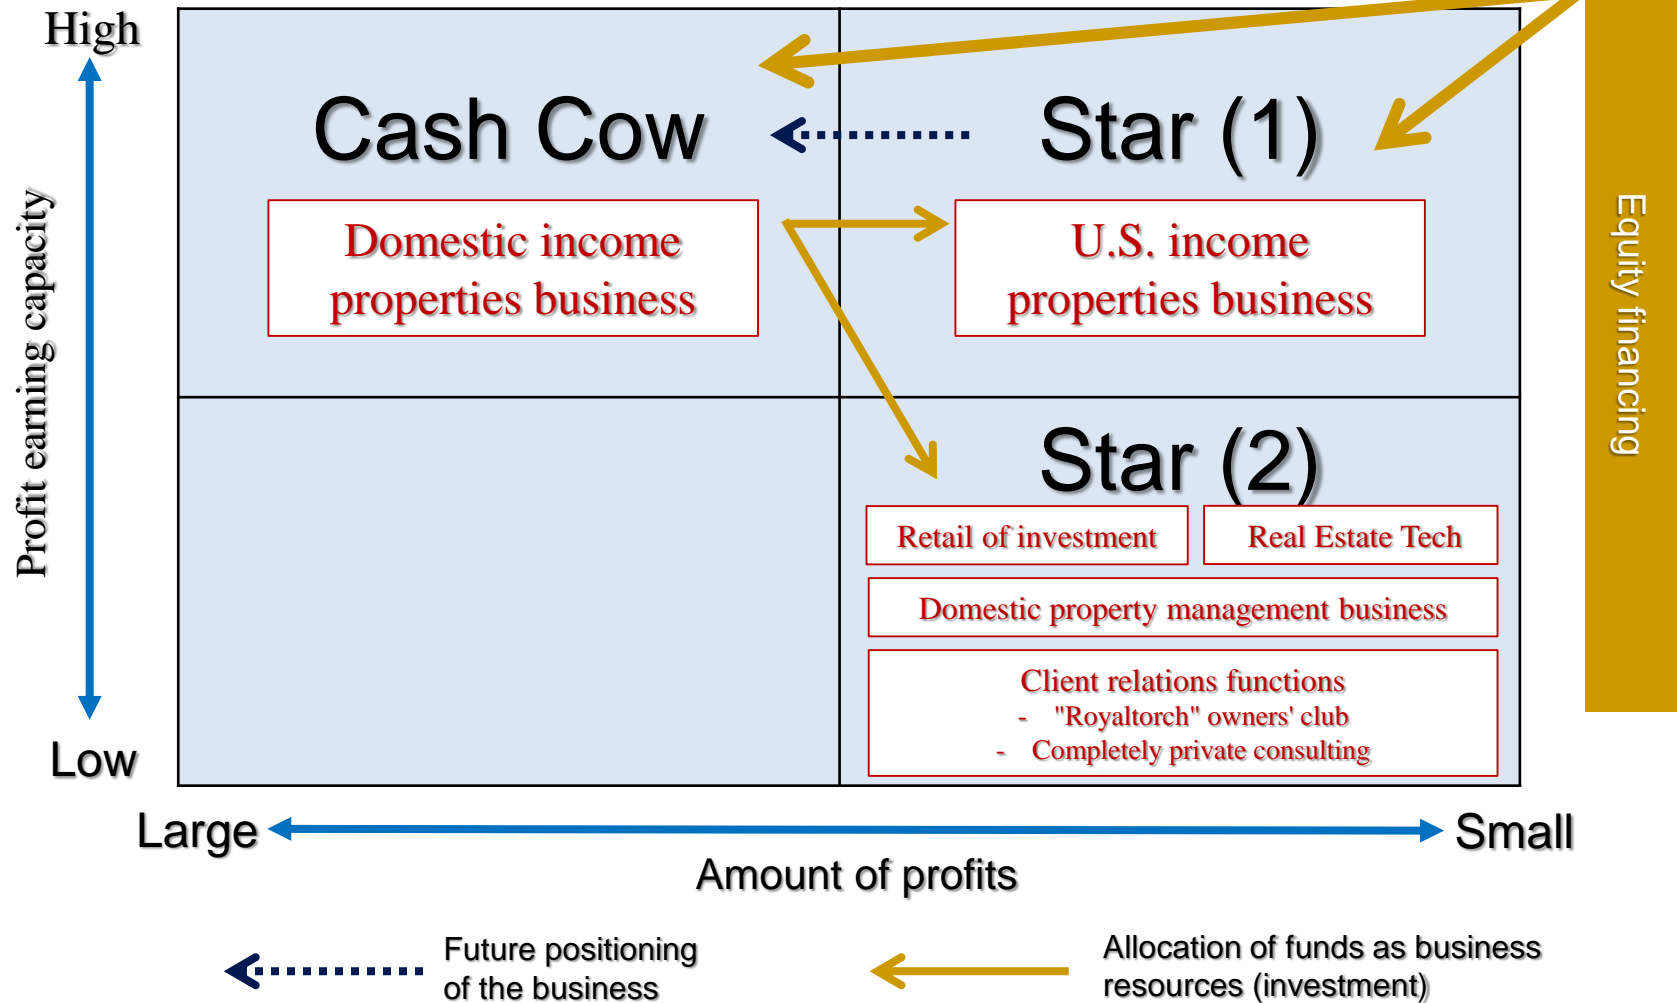 High
Cash Cow
Star (1)
Domestic income
properties business
U.S. income
properties business
Profit earning capacity
Equity financing
Star (2)
Retail of investment
Real Estate Tech
Domestic property management business
Client relations functions
- "Royaltorch" owners' club
- Completely private consulting
Low
Large
Small
Amount of profits
Future positioning
of the business
Allocation of funds as business
resources (investment)